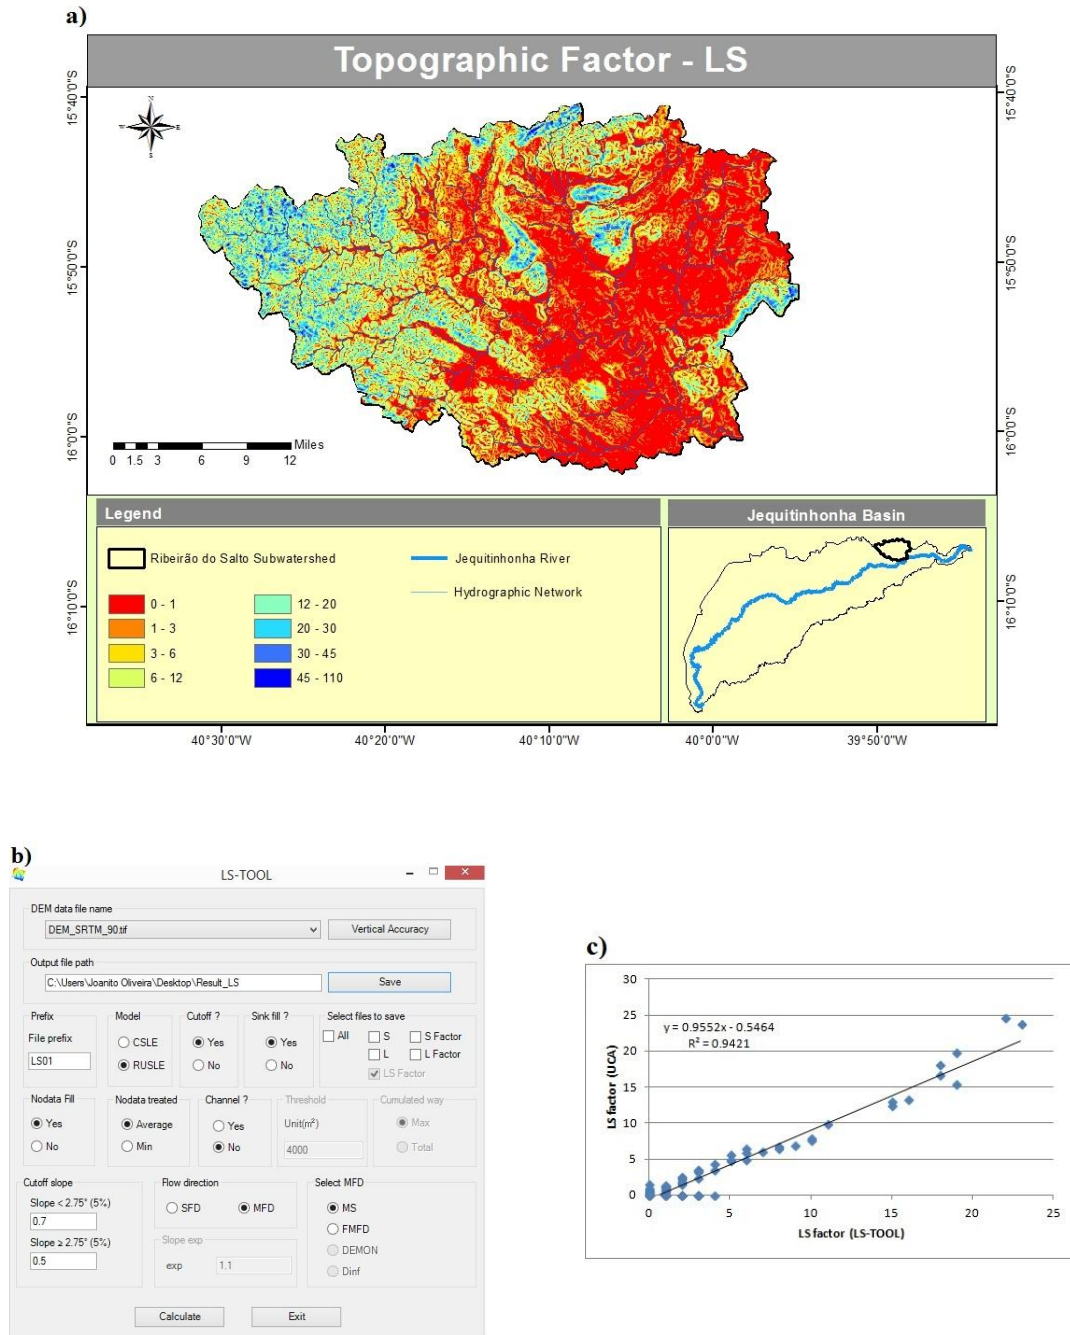 a)
Topographic Factor - LS
15°40'0"S
15°40'0"S
N
W E
S
15°50'0"S
15°50'0"S
16°0'0"S
16°0'0"S
Miles
0 1.5 3 6 9 12
Legend
Jequitinhonha Basin
Ribeirão do Salto Subwatershed
Jequitinhonha River
Hydrographic Network
0 - 1
12 - 20
1 - 3
20 - 30
3 - 6
30 - 45
6 - 12
45 - 110
16°10'0"S
16°10'0"S
40°30'0"W 40°20'0"W 40°10'0"W 40°0'0"W 39°50'0"W
b)
LS-TOOL
DEM data file name
DEM_SRTM_90.tif
Vertical Accuracy
Output file path
C:\Users\Joanito Oliveira\Desktop\Result_LS
Save
Prefix
File prefix
LS01
Model
CSLE
RUSLE
Cutoff ?
Yes
No
Sink fill ?
Yes
No
Select files to save
All S S Factor
L L Factor
LS Factor
Nodata Fill
Yes
No
Nodata treated
Average
Min
Channel ?
Yes
No
Threshold
Unit(m²)
4000
Cumulated way
Max
Total
Cutoff slope
Slope < 2.75° (5%)
0.7
Slope ≥ 2.75° (5%)
0.5
Flow direction
SFD MFD
Slope exp
exp 1.1
Select MFD
MS
FMFD
DEMON
Dinf
Calculate Exit
c)
LS factor (UCA)
30
25
20
15
10
5
0
y = 0.9552x - 0.5464
R² = 0.9421
0 5 10 15 20 25
LS factor (LS-TOOL)